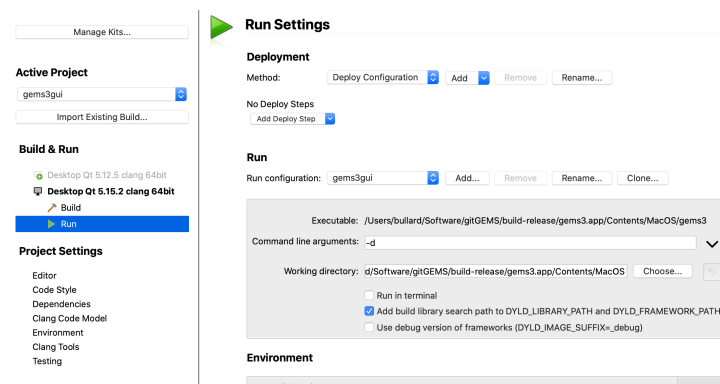 Manage Kits...
Active Project
gems3gui
Import Existing Build...
Build & Run
Desktop Qt 5.12.5 clang 64bit
Desktop Qt 5.15.2 clang 64bit
Build
Run
Project Settings
Editor
Code Style
Dependencies
Clang Code Model
Environment
Clang Tools
Testing
Run Settings
Deployment
Method: Deploy Configuration Add Remove Rename...
No Deploy Steps
Add Deploy Step
Run
Run configuration: gems3gui Add... Remove Rename... Clone...
Executable: /Users/bullard/Software/gitGEMS/build-release/gems3.app/Contents/MacOS/gems3
Command line arguments: -d
Working directory: d/Software/gitGEMS/build-release/gems3.app/Contents/MacOS Choose...
Run in terminal
Add build library search path to DYLD_LIBRARY_PATH and DYLD_FRAMEWORK_PATH
Use debug version of frameworks (DYLD_IMAGE_SUFFIX=_debug)
Environment